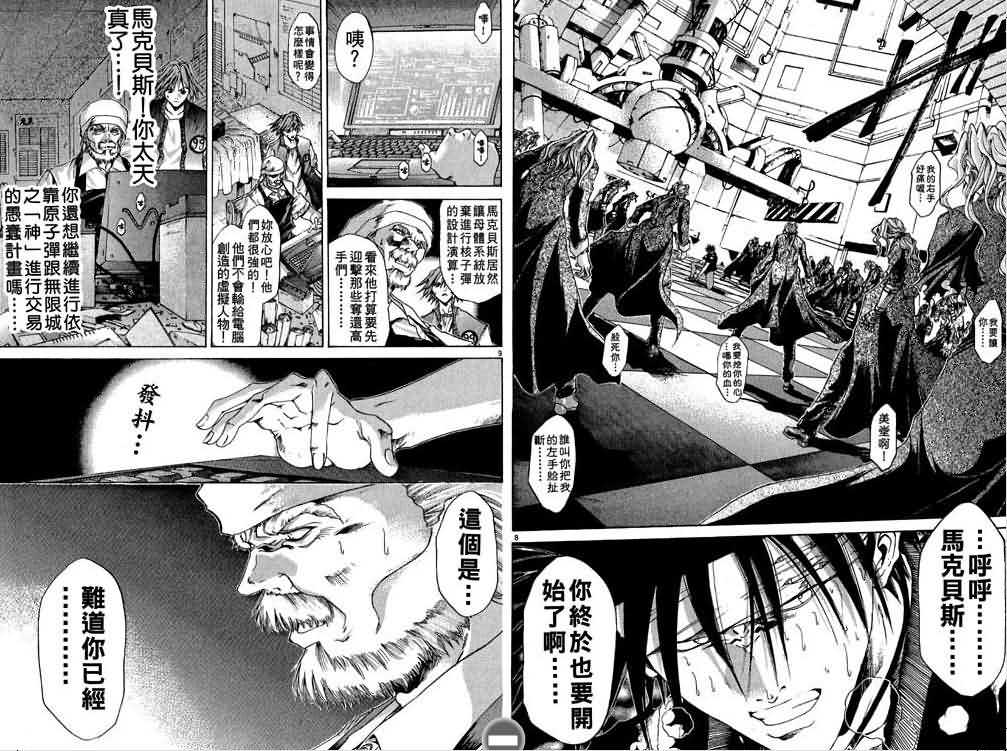 我的右手
好痛喔…
我要讓
你……
我要挖你的心
…喝你的血…
殺死你…
美堂啊！
誰叫你把我
的左手給扯
斷…
…呼呼……
馬克貝斯……
你終於也要開
始了啊………
8
咦！
咦？
咦…
咦！
事情會變得
怎麼樣呢？
馬克貝斯居然
讓母體系統放
棄進行核子彈
的設計演算…
看來他打算要先
迎擊那些奪還高
手們…
妳放心吧！他
們都很強的！
他們不會輸給電腦
創造的虛擬人物！
馬克貝斯！你太天
真了…！
你還想繼續進行依
靠原子彈跟無限城
之「神」進行交易
的愚蠢計畫嗎……
9
發抖…
這個是…
難道你已經
…………